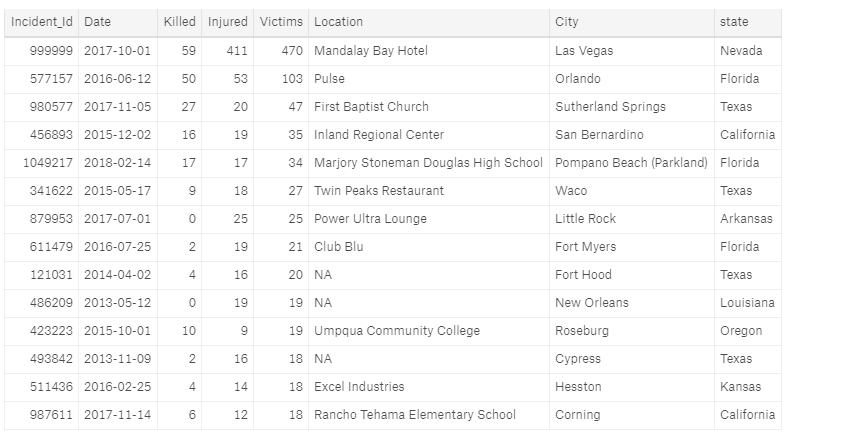 Incident_Id Date Killed Injured Victims Location City state
999999 2017-10-01 59 411 470 Mandalay Bay Hotel Las Vegas Nevada
577157 2016-06-12 50 53 103 Pulse Orlando Florida
980577 2017-11-05 27 20 47 First Baptist Church Sutherland Springs Texas
456893 2015-12-02 16 19 35 Inland Regional Center San Bernardino California
1049217 2018-02-14 17 17 34 Marjory Stoneman Douglas High School Pompano Beach (Parkland) Florida
341622 2015-05-17 9 18 27 Twin Peaks Restaurant Waco Texas
879953 2017-07-01 0 25 25 Power Ultra Lounge Little Rock Arkansas
611479 2016-07-25 2 19 21 Club Blu Fort Myers Florida
121031 2014-04-02 4 16 20 NA Fort Hood Texas
486209 2013-05-12 0 19 19 NA New Orleans Louisiana
423223 2015-10-01 10 9 19 Umpqua Community College Roseburg Oregon
493842 2013-11-09 2 16 18 NA Cypress Texas
511436 2016-02-25 4 14 18 Excel Industries Hesston Kansas
987611 2017-11-14 6 12 18 Rancho Tehama Elementary School Corning California